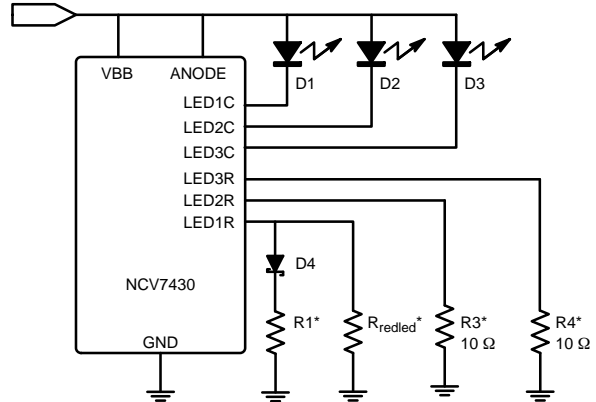 VBB ANODE
D1 D2 D3
LED1C
LED2C
LED3C
LED3R
LED2R
LED1R
D4
NCV7430
R1* Rredled* R3* R4*
10 Ω 10 Ω
GND